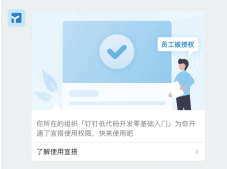 员工被授权
你所在的组织「钉钉低代码开发零基础入门」为你开
通了宜搭使用权限，快来使用吧
了解使用宜搭